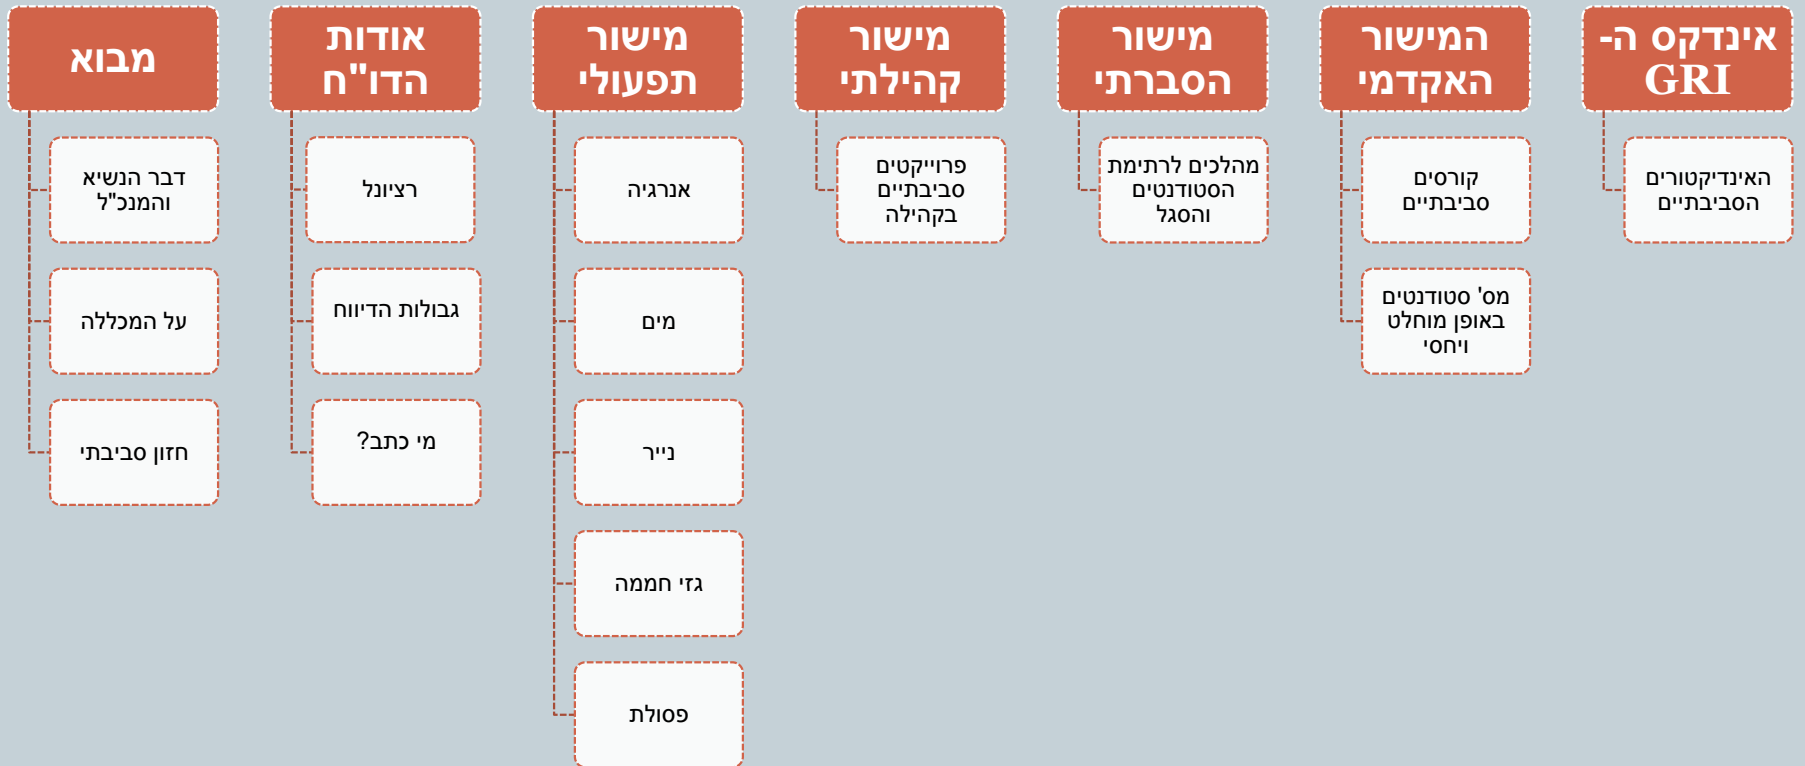 מבוא
דבר הנשיא
והמנכ"ל
על המכללה
חזון סביבתי
אודות
הדו"ח
רציונל
גבולות הדיווח
מי כתב?
מישור
תפעולי
אנרגיה
מים
נייר
גזי חממה
פסולת
מישור
קהילתי
פרוייקטים
סביבתיים
בקהילה
מישור
הסברתי
מהלכים לרתימת
הסטודנטים
והסגל
המישור
האקדמי
קורסים
סביבתיים
מס' סטודנטים
באופן מוחלט
ויחסי
אינדקס ה-
GRI
האינדיקטורים
הסביבתיים